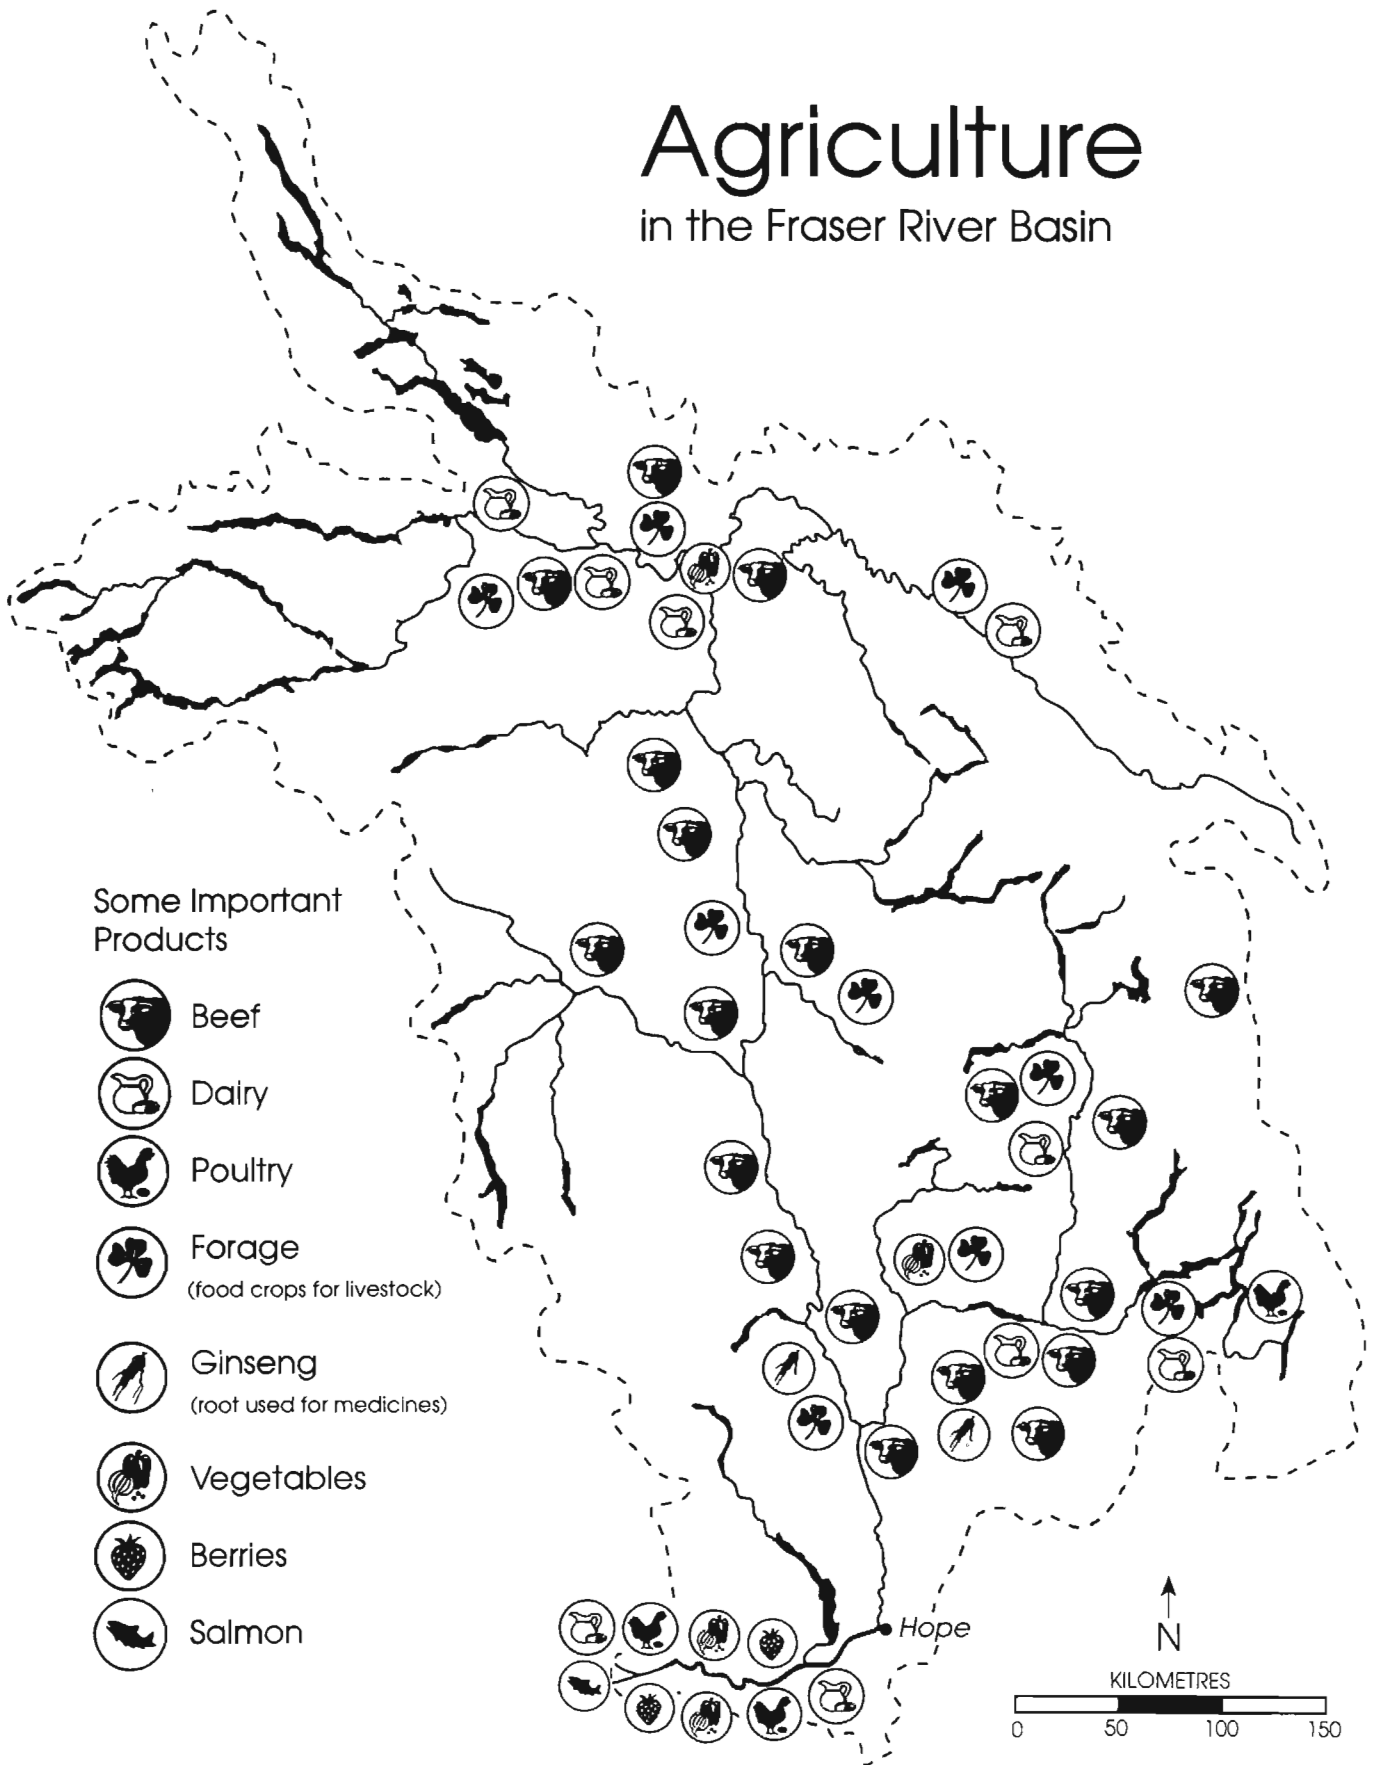 Agriculture
in the Fraser River Basin
Some Important
Products
Beef
Dairy
Poultry
Forage
(food crops for livestock)
Ginseng
(root used for medicines)
Vegetables
Berries
Salmon
Hope
N
KILOMETRES
0 50 100 150